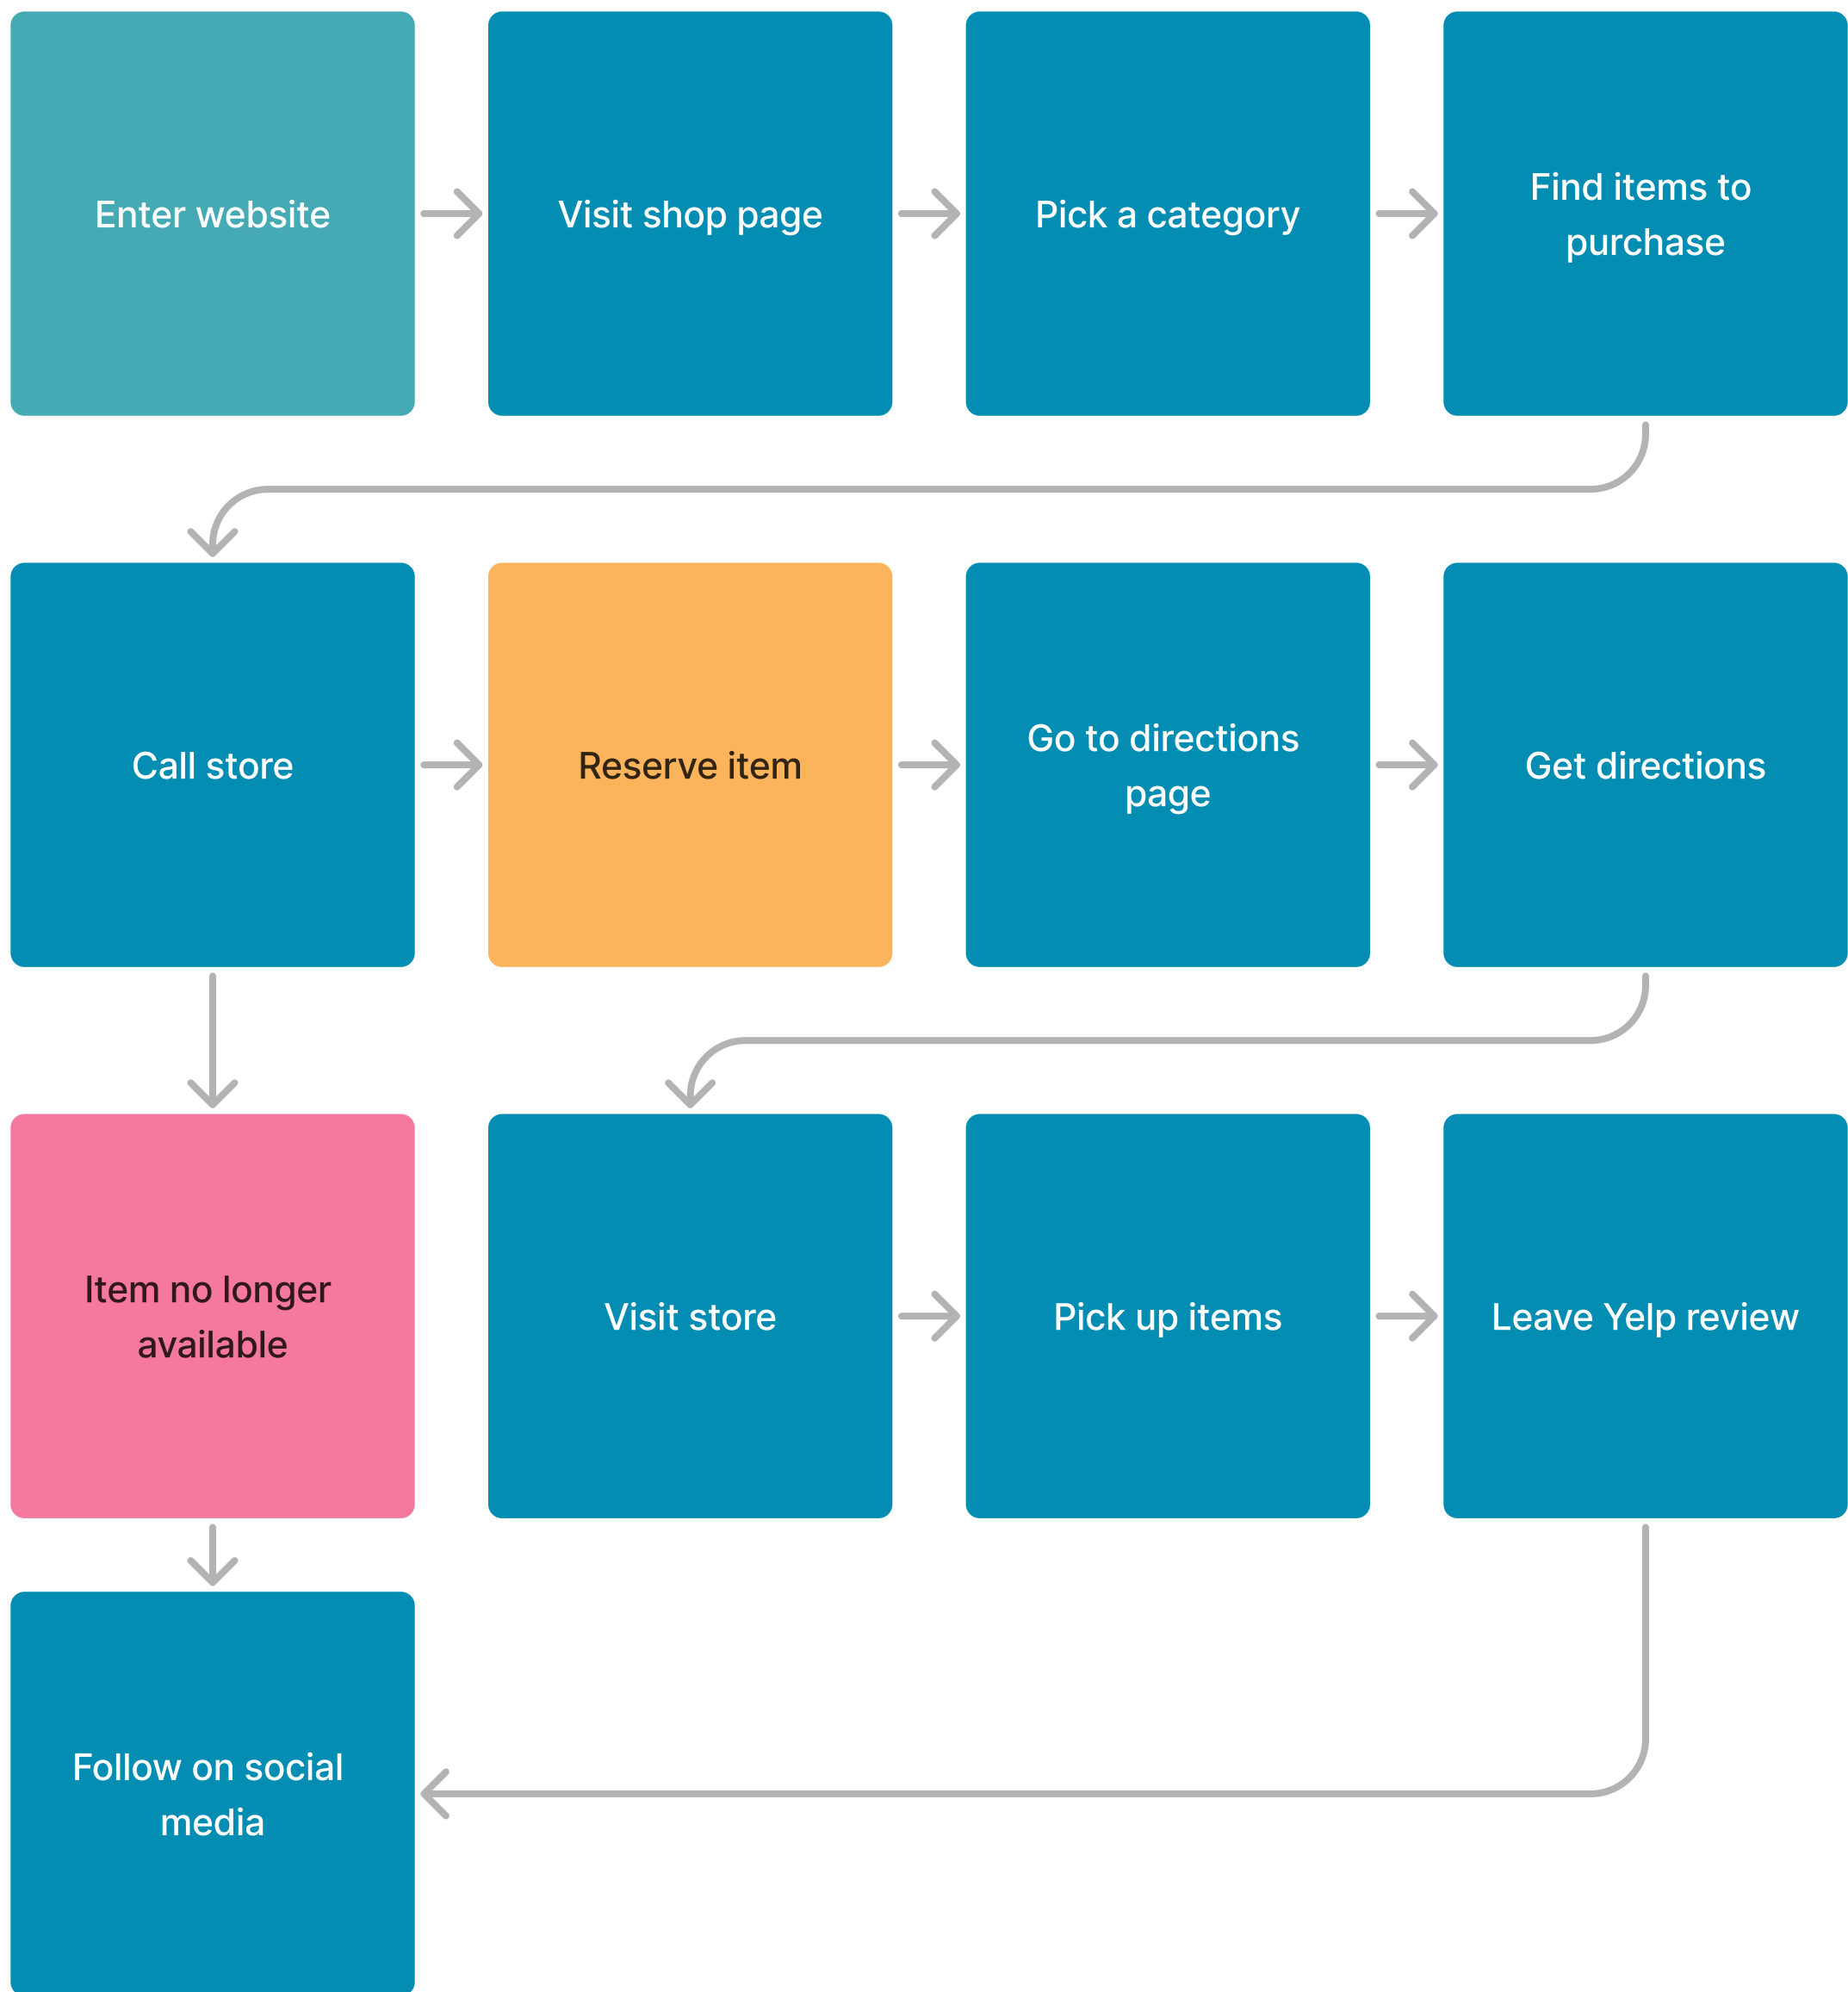 Enter website
Visit shop page
Pick a category
Find items to
purchase
Call store
Reserve item
Go to directions
page
Get directions
Item no longer
available
Visit store
Pick up items
Leave Yelp review
Follow on social
media